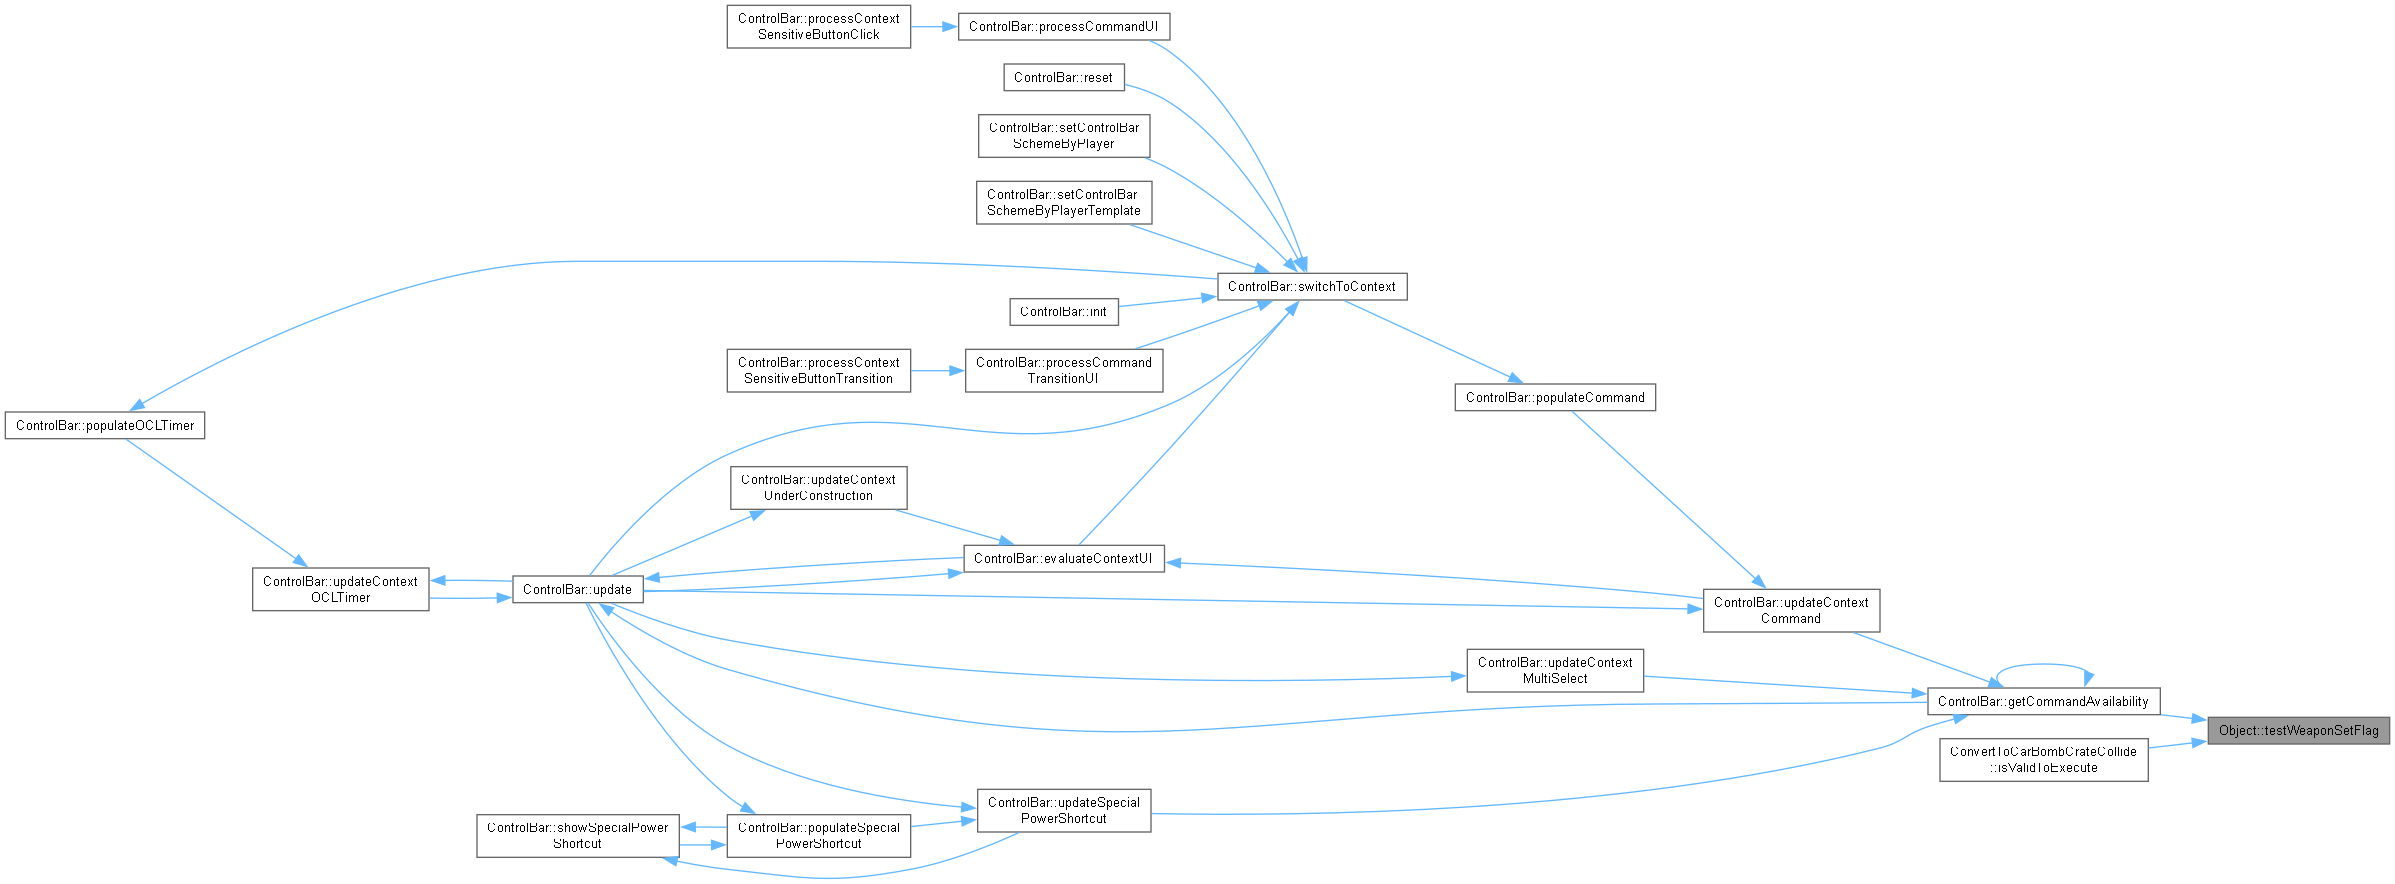 ControlBar::processContext
SensitiveButtonClick
ControlBar::processCommandUI
ControlBar::reset
ControlBar::setControlBar
SchemeByPlayer
ControlBar::setControlBar
SchemeByPlayerTemplate
ControlBar::switchToContext
ControlBar::init
ControlBar::processContext
SensitiveButtonTransition
ControlBar::processCommand
TransitionUI
ControlBar::populateCommand
ControlBar::populateOCLTimer
ControlBar::updateContext
UnderConstruction
ControlBar::evaluateContextUI
ControlBar::updateContext
OCLTimer
ControlBar::update
ControlBar::updateContext
Command
ControlBar::updateContext
MultiSelect
ControlBar::getCommandAvailability
Object::testWeaponSetFlag
ConvertToCarBombCrateCollide
::isValidToExecute
ControlBar::updateSpecial
PowerShortcut
ControlBar::showSpecialPower
Shortcut
ControlBar::populateSpecial
PowerShortcut